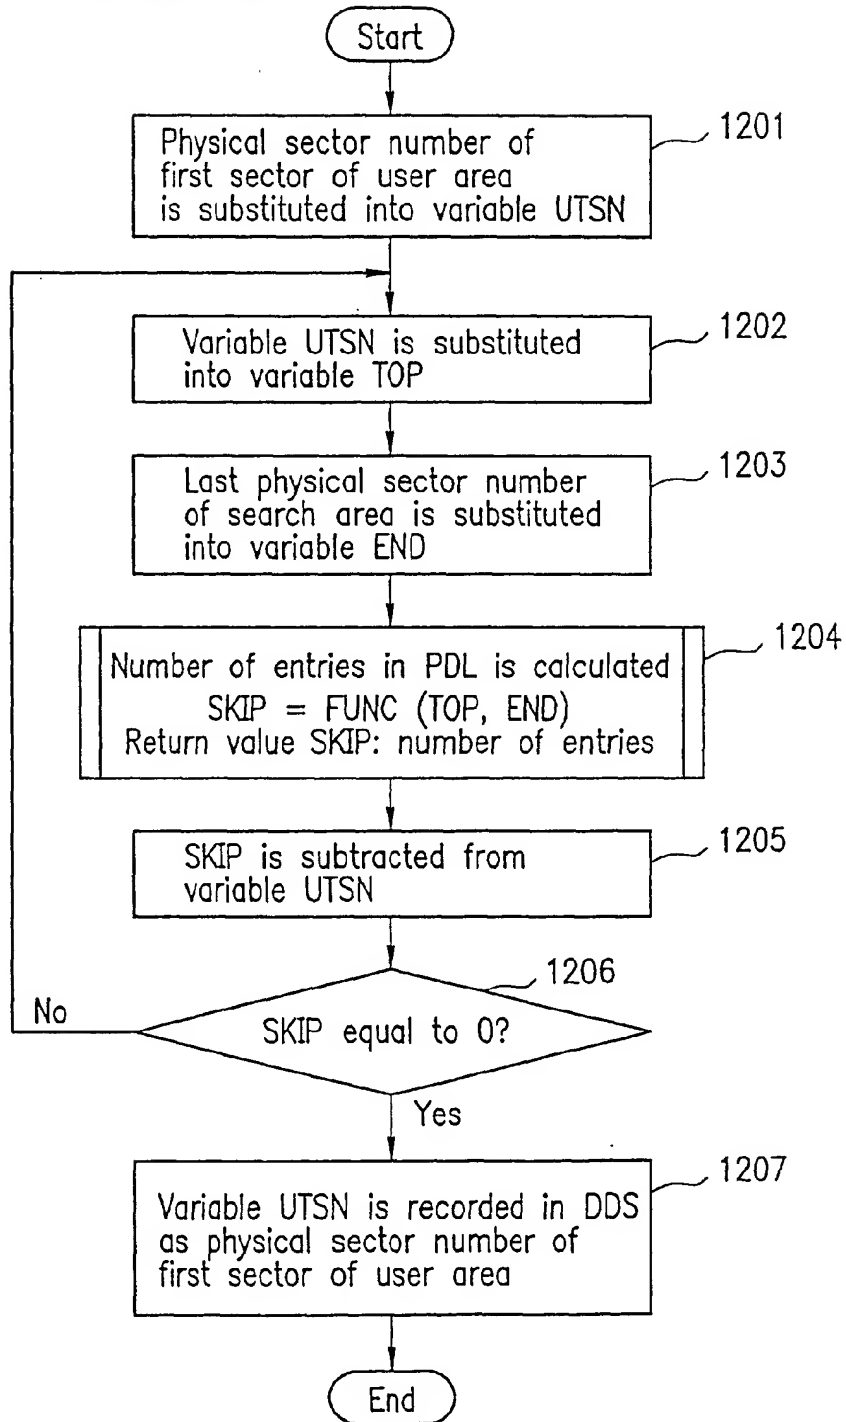 Start
1201
Physical sector number of
first sector of user area
is substituted into variable UTSN
1202
Variable UTSN is substituted
into variable TOP
1203
Last physical sector number
of search area is substituted
into variable END
1204
Number of entries in PDL is calculated
SKIP = FUNC (TOP, END)
Return value SKIP: number of entries
1205
SKIP is subtracted from
variable UTSN
1206
SKIP equal to 0?
No
Yes
1207
Variable UTSN is recorded in DDS
as physical sector number of
first sector of user area
End